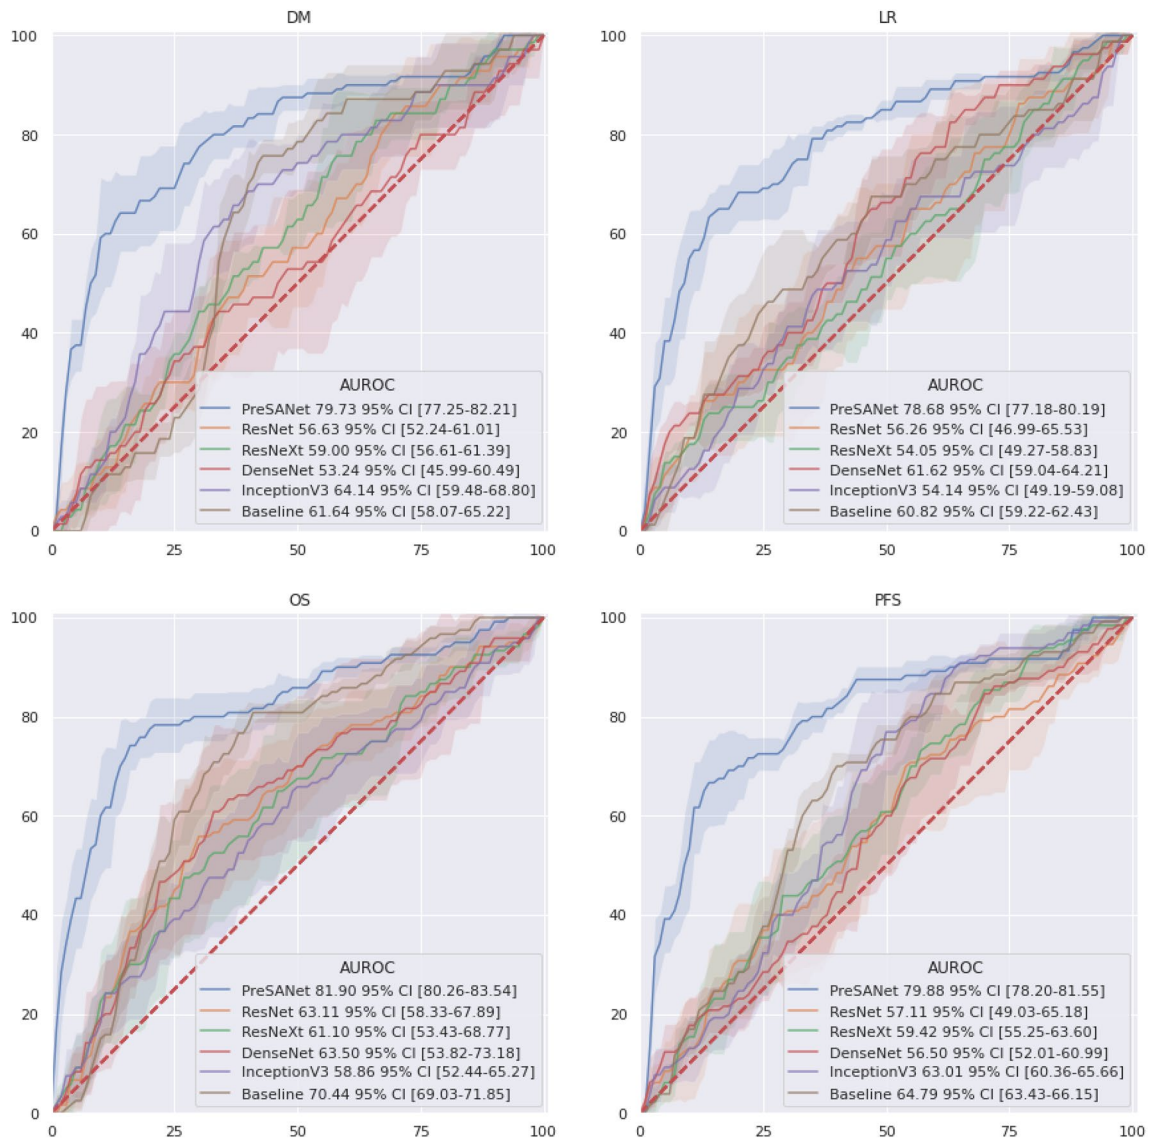 DM
100
80
60
40
20
0
0 25 50 75 100
AUROC
PreSANet 79.73 95% CI [77.25-82.21]
ResNet 56.63 95% CI [52.24-61.01]
ResNeXt 59.00 95% CI [56.61-61.39]
DenseNet 53.24 95% CI [45.99-60.49]
InceptionV3 64.14 95% CI [59.48-68.80]
Baseline 61.64 95% CI [58.07-65.22]
LR
100
80
60
40
20
0
0 25 50 75 100
AUROC
PreSANet 78.68 95% CI [77.18-80.19]
ResNet 56.26 95% CI [46.99-65.53]
ResNeXt 54.05 95% CI [49.27-58.83]
DenseNet 61.62 95% CI [59.04-64.21]
InceptionV3 54.14 95% CI [49.19-59.08]
Baseline 60.82 95% CI [59.22-62.43]
OS
100
80
60
40
20
0
0 25 50 75 100
AUROC
PreSANet 81.90 95% CI [80.26-83.54]
ResNet 63.11 95% CI [58.33-67.89]
ResNeXt 61.10 95% CI [53.43-68.77]
DenseNet 63.50 95% CI [53.82-73.18]
InceptionV3 58.86 95% CI [52.44-65.27]
Baseline 70.44 95% CI [69.03-71.85]
PFS
100
80
60
40
20
0
0 25 50 75 100
AUROC
PreSANet 79.88 95% CI [78.20-81.55]
ResNet 57.11 95% CI [49.03-65.18]
ResNeXt 59.42 95% CI [55.25-63.60]
DenseNet 56.50 95% CI [52.01-60.99]
InceptionV3 63.01 95% CI [60.36-65.66]
Baseline 64.79 95% CI [63.43-66.15]